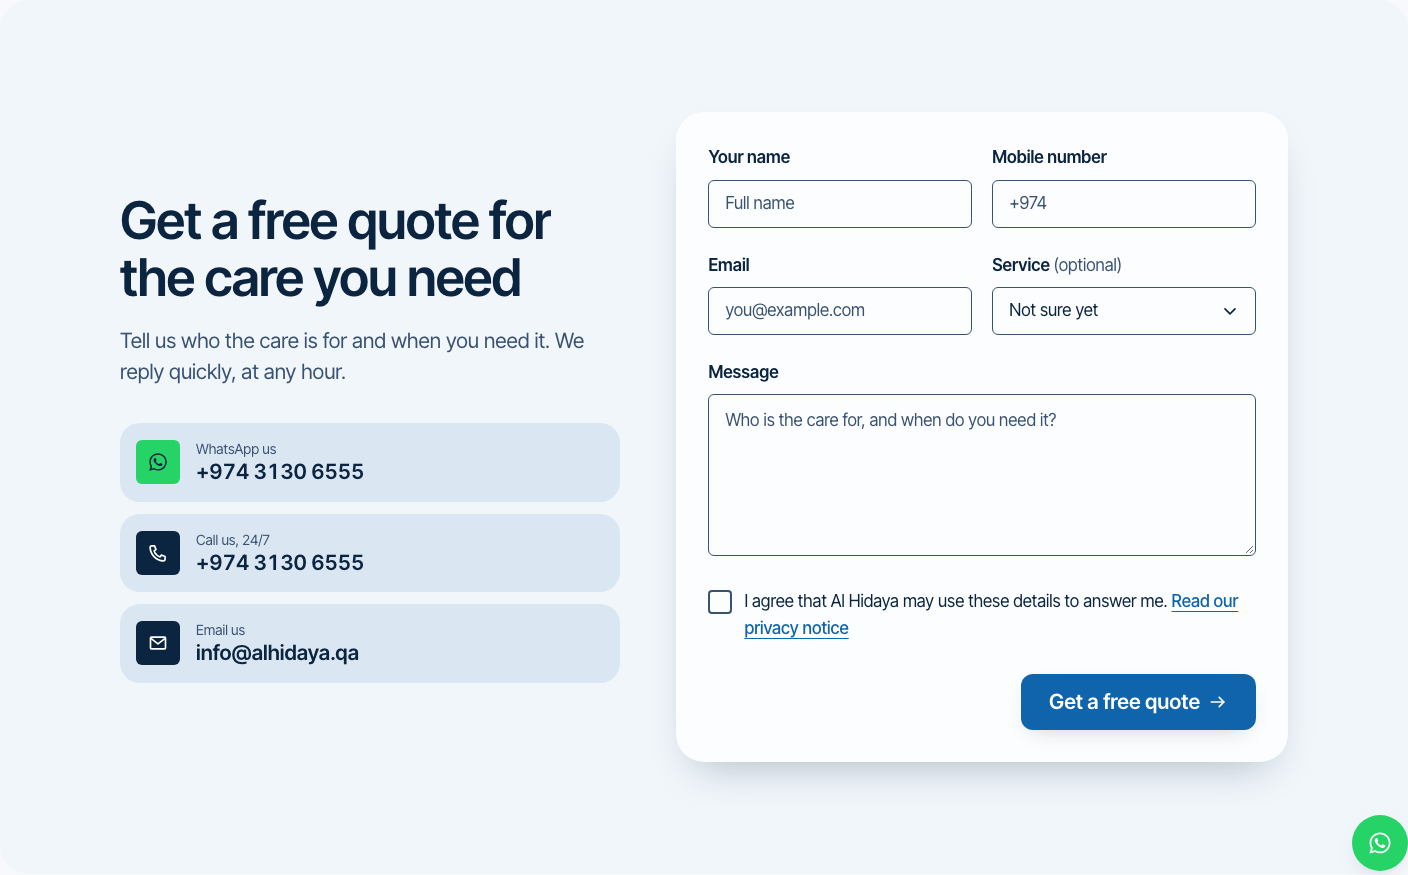 Get a free quote for
the care you need
Tell us who the care is for and when you need it. We
reply quickly, at any hour.
WhatsApp us
+974 3130 6555
Call us, 24/7
+974 3130 6555
Email us
info@alhidaya.qa
Your name
Full name
Mobile number
+974
Email
you@example.com
Service (optional)
Not sure yet
Message
Who is the care for, and when do you need it?
I agree that Al Hidaya may use these details to answer me. Read our
privacy notice
Get a free quote